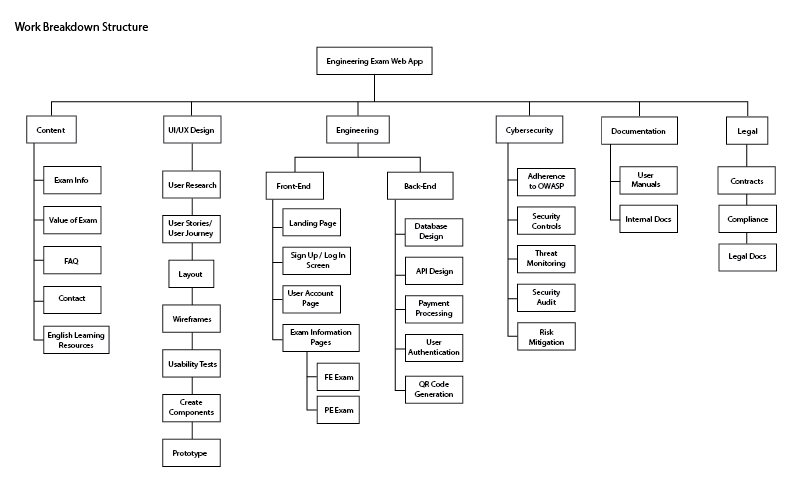 Work Breakdown Structure
Engineering Exam Web App
Content
UI/UX Design
Engineering
Cybersecurity
Documentation
Legal
Exam Info
Value of Exam
FAQ
Contact
English Learning
Resources
User Research
User Stories/
User Journey
Layout
Wireframes
Usability Tests
Create
Components
Prototype
Front-End
Landing Page
Sign Up / Log In
Screen
User Account
Page
Exam Information
Pages
FE Exam
PE Exam
Back-End
Database
Design
API Design
Payment
Processing
User
Authentication
QR Code
Generation
Adherence
to OWASP
Security
Controls
Threat
Monitoring
Security
Audit
Risk
Mitigation
User
Manuals
Internal Docs
Contracts
Compliance
Legal Docs